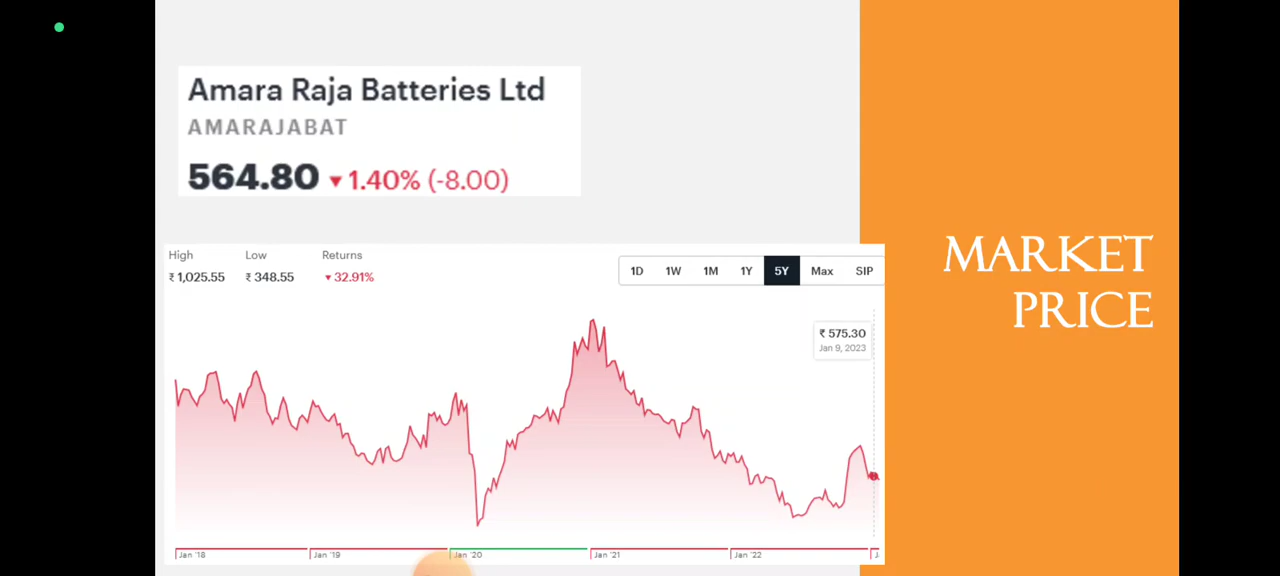 Amara Raja Batteries Ltd
AMARAJABAT
564.80 ▼ 1.40% (-8.00)
MARKET
PRICE
High Low Returns
₹ 1,025.55 ₹ 348.55 ▼ 32.91%
1D 1W 1M 1Y 5Y Max SIP
₹ 575.30
Jan 9, 2023
Jan '18 Jan '19 Jan '20 Jan '21 Jan '22 J